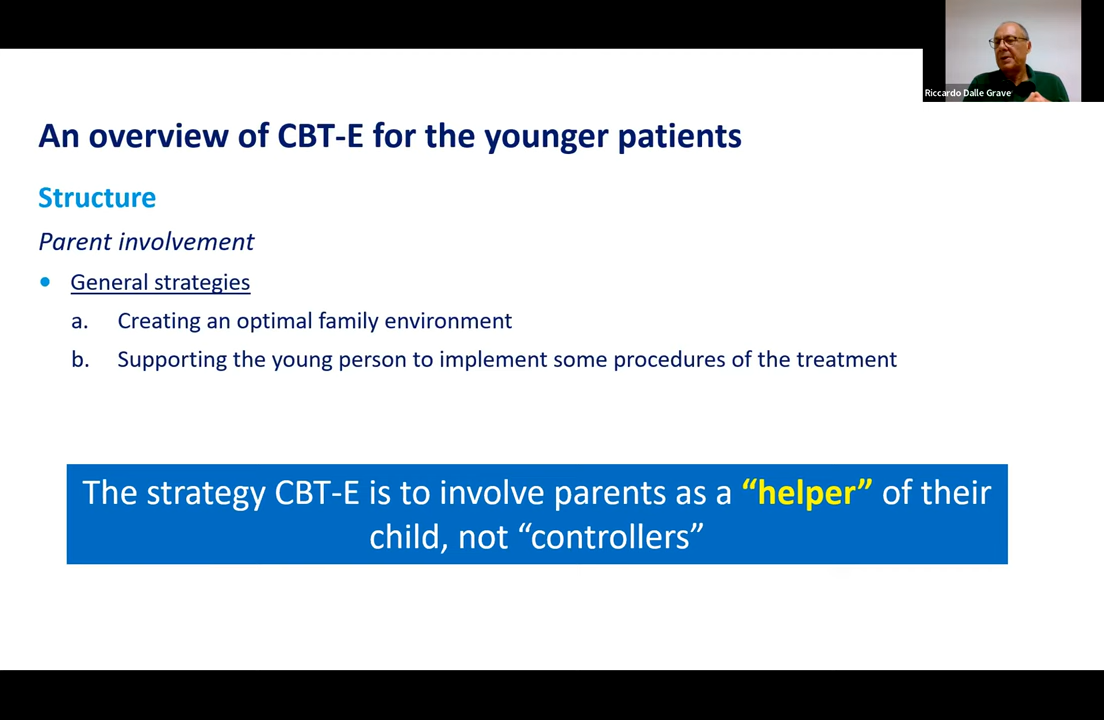 Riccardo Dalle Grave
An overview of CBT-E for the younger patients
Structure
Parent involvement
• General strategies
a. Creating an optimal family environment
b. Supporting the young person to implement some procedures of the treatment
The strategy CBT-E is to involve parents as a “helper” of their
child, not “controllers”